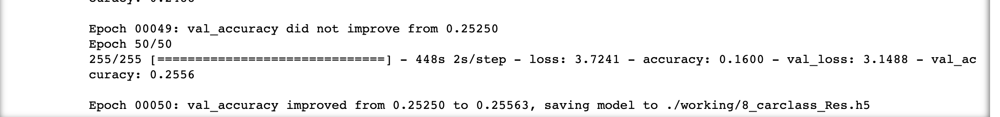 Epoch 00049: val_accuracy did not improve from 0.25250
Epoch 50/50
255/255 [==============================] - 448s 2s/step - loss: 3.7241 - accuracy: 0.1600 - val_loss: 3.1488 - val_ac
curacy: 0.2556
Epoch 00050: val_accuracy improved from 0.25250 to 0.25563, saving model to ./working/8_carclass_Res.h5